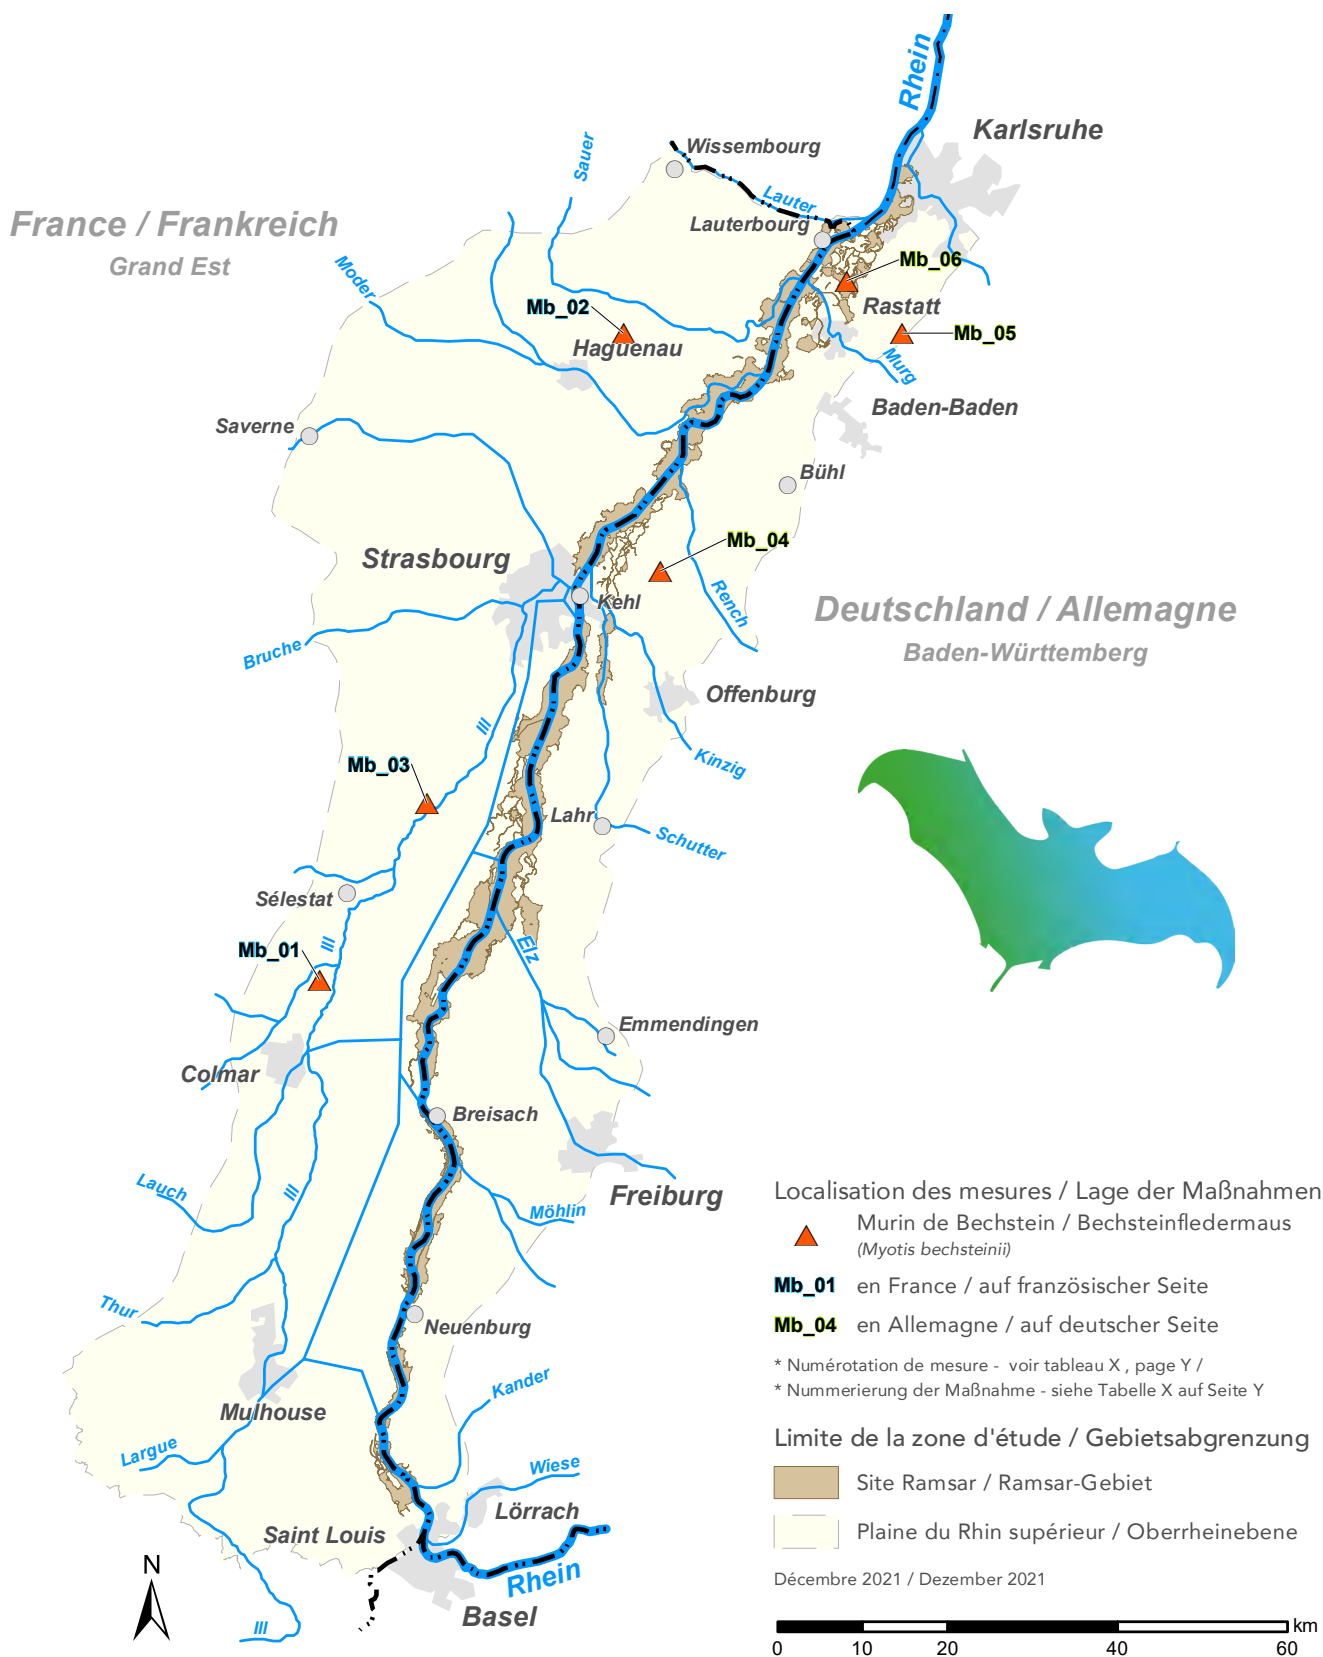 Rhein
Karlsruhe
Wissembourg
Sauer
Lauter
Lauterbourg
France / Frankreich
Grand Est
Moder
Mb_06
Mb_02
Rastatt
Mb_05
Haguenau
Murg
Baden-Baden
Saverne
Bühl
Mb_04
Strasbourg
Kehl
Rench
Deutschland / Allemagne
Baden-Württemberg
Bruche
Offenburg
Ill
Kinzig
Mb_03
Lahr
Schutter
Sélestat
Ill
Elz
Mb_01
Emmendingen
Colmar
Breisach
Lauch
Ill
Freiburg
Möhlin
Thur
Neuenburg
Kander
Mulhouse
Largue
Wiese
Lörrach
Saint Louis
Rhein
Basel
Ill
N
Localisation des mesures / Lage der Maßnahmen
Murin de Bechstein / Bechsteinfledermaus
(Myotis bechsteinii)
Mb_01 en France / auf französischer Seite
Mb_04 en Allemagne / auf deutscher Seite
* Numérotation de mesure - voir tableau X , page Y /
* Nummerierung der Maßnahme - siehe Tabelle X auf Seite Y
Limite de la zone d'étude / Gebietsabgrenzung
Site Ramsar / Ramsar-Gebiet
Plaine du Rhin supérieur / Oberrheinebene
Décembre 2021 / Dezember 2021
km
0 10 20 40 60